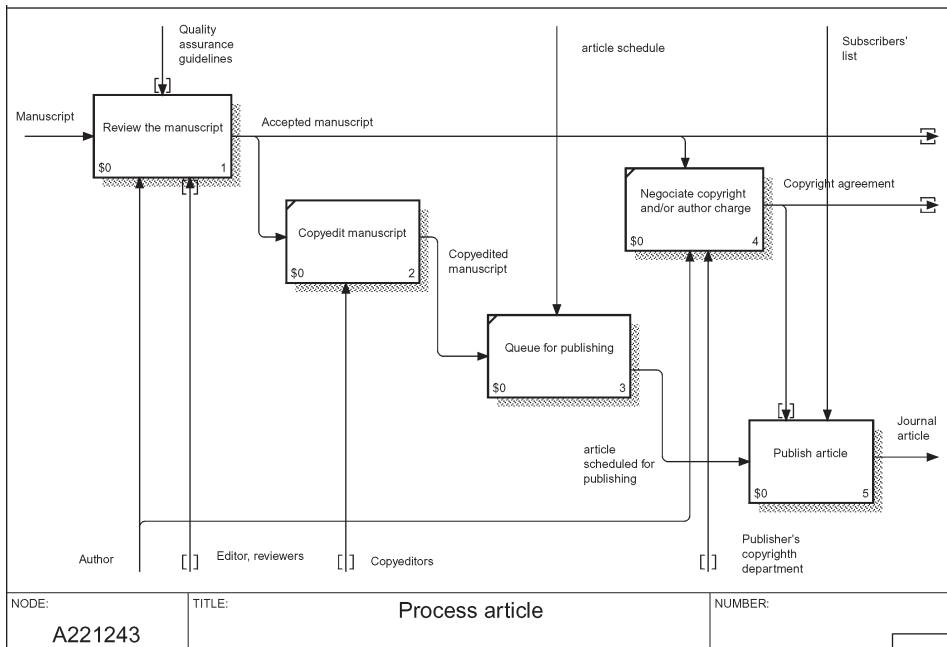 Quality
assurance
guidelines
article schedule
Subscribers'
list
Manuscript
Review the manuscript
$0 1
Accepted manuscript
Negociate copyright
and/or author charge
$0 4
Copyright agreement
Copyedit manuscript
$0 2
Copyedited
manuscript
Queue for publishing
$0 3
article
scheduled for
publishing
Publish article
$0 5
Journal
article
Author
Editor, reviewers
Copyeditors
Publisher's
copyrighth
department
NODE:
A221243
TITLE:
Process article
NUMBER: